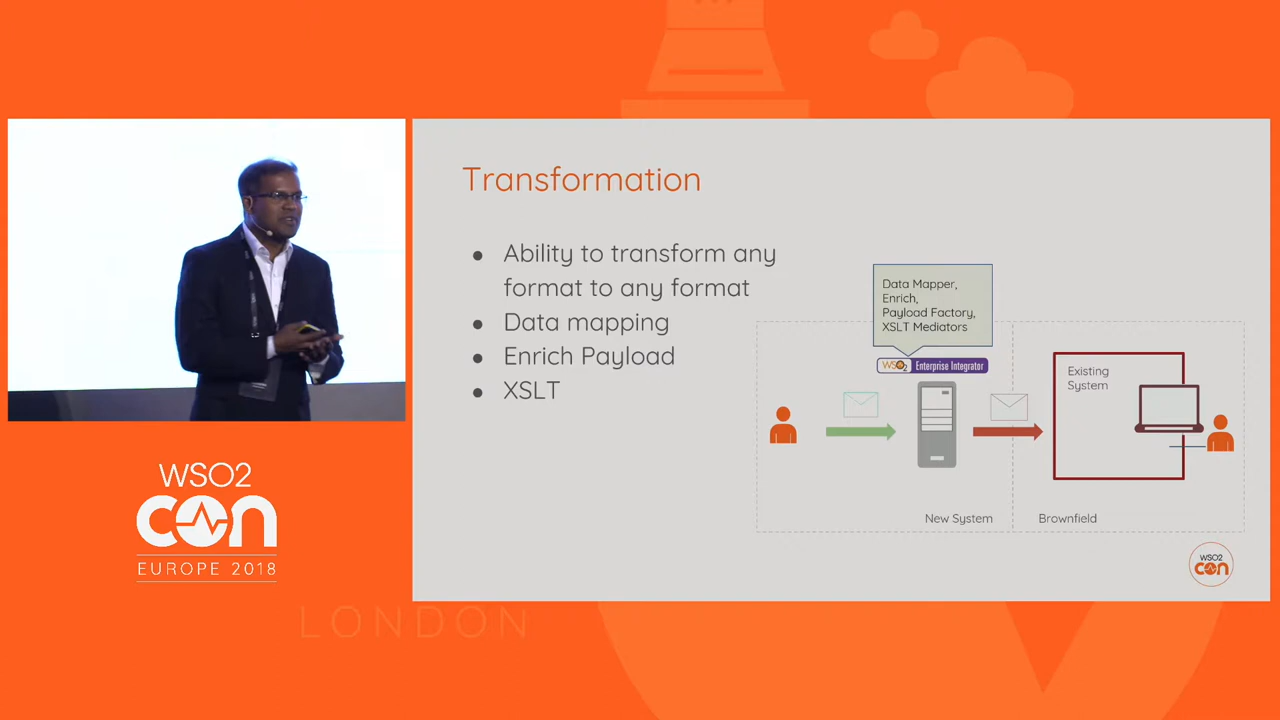 Transformation
● Ability to transform any
format to any format
● Data mapping
● Enrich Payload
● XSLT
Data Mapper,
Enrich,
Payload Factory,
XSLT Mediators
WSO2 Enterprise Integrator
Existing
System
New System
Brownfield
WSO2
con
WSO2
con
EUROPE 2018
LONDON